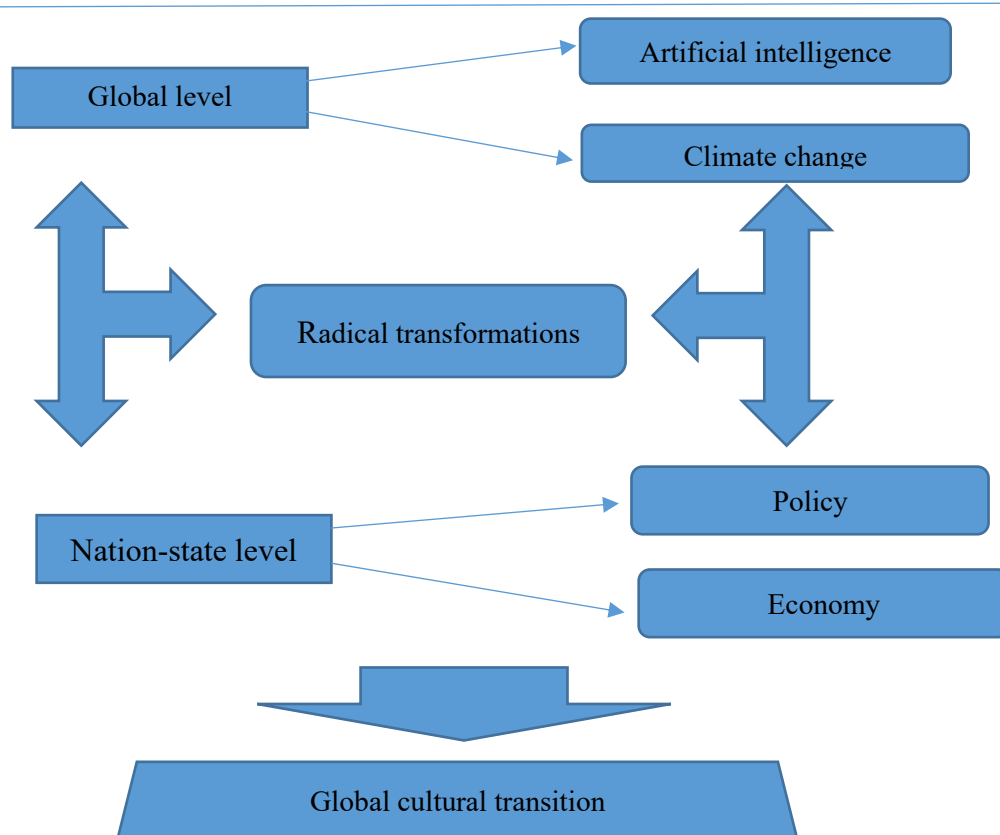 Artificial intelligence
Global level
Climate change
Radical transformations
Policy
Nation-state level
Economy
Global cultural transition